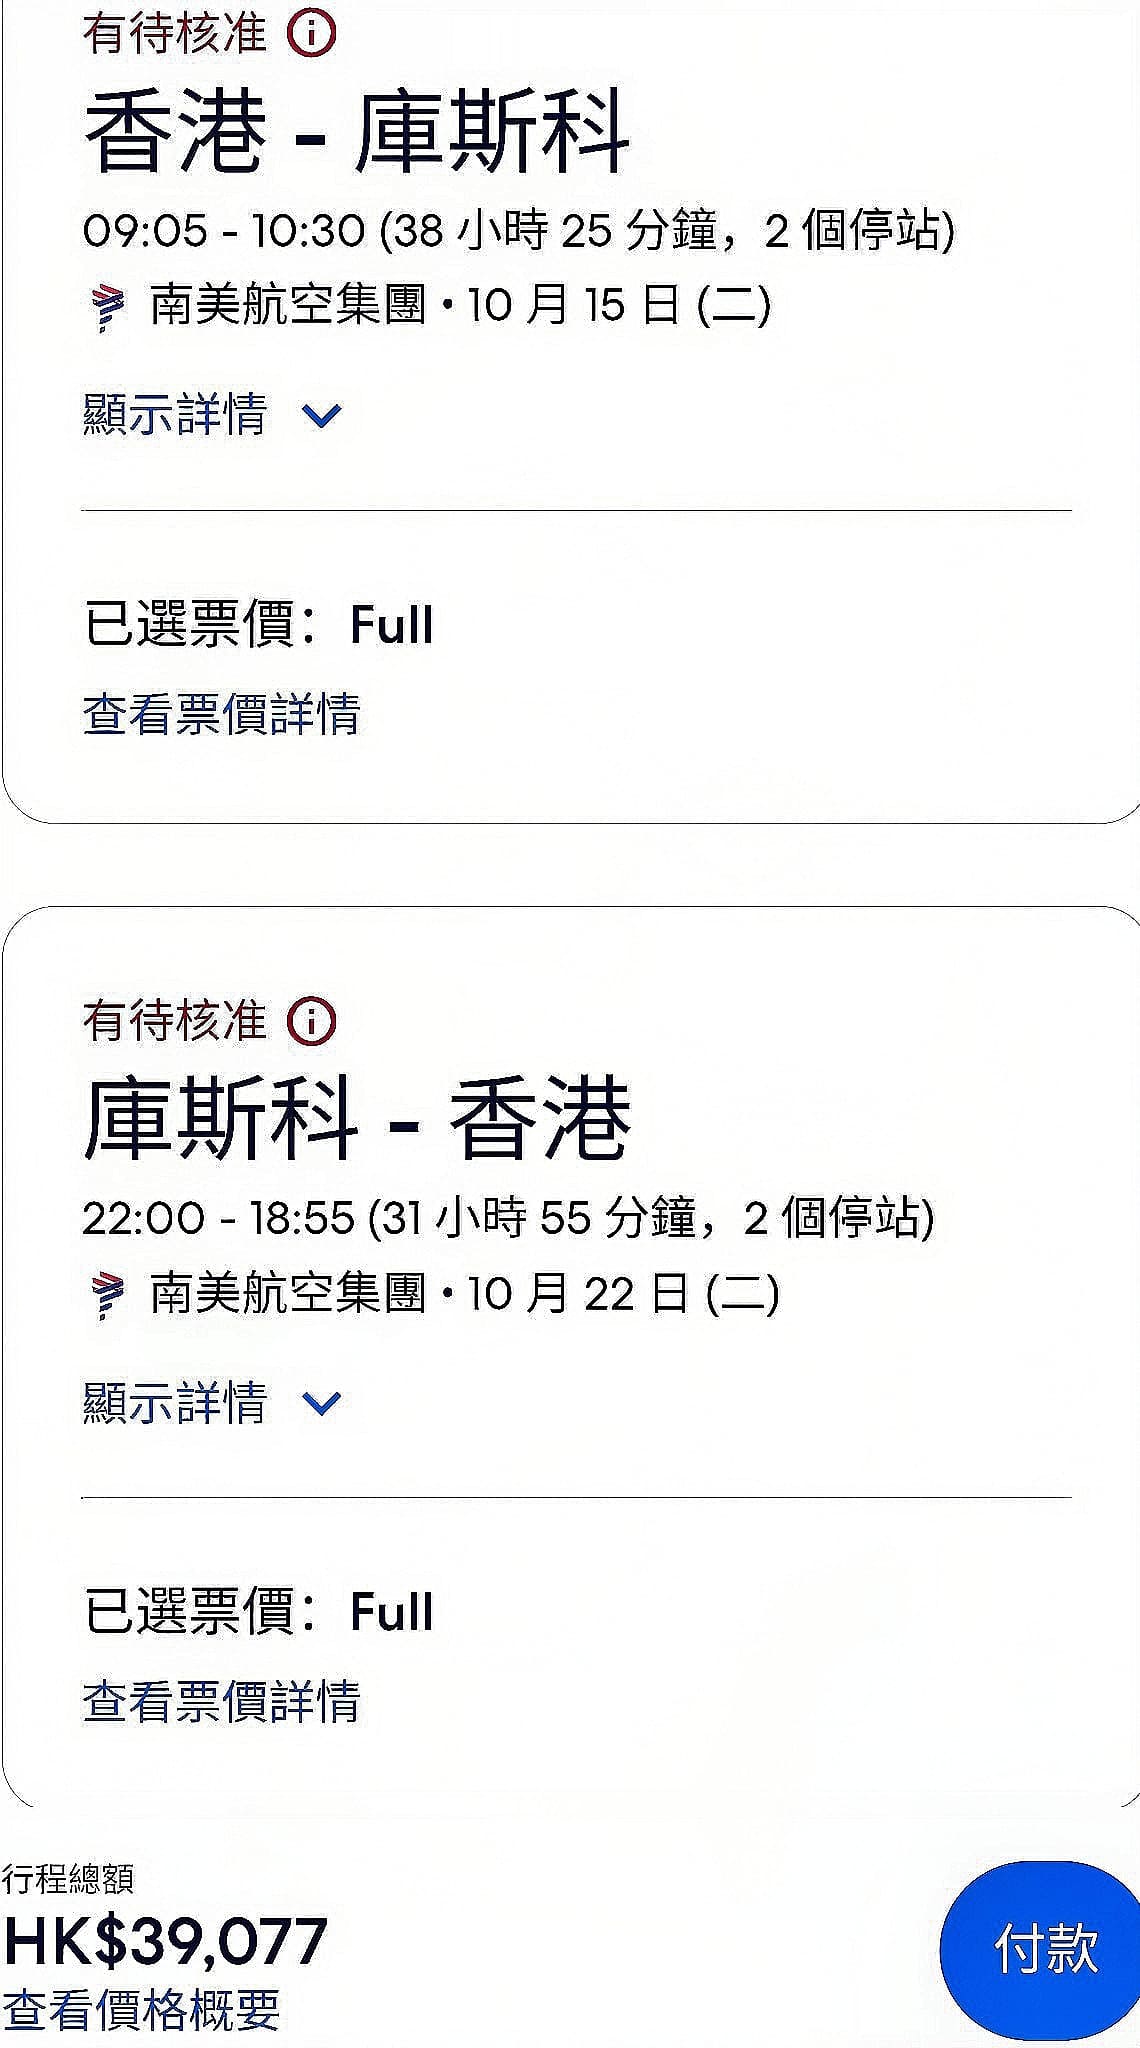 有待核准
香港 - 庫斯科
09:05 - 10:30 (38 小時 25 分鐘，2 個停站)
南美航空集團 • 10 月 15 日 (二)
顯示詳情
已選票價：Full
查看票價詳情
有待核准
庫斯科 - 香港
22:00 - 18:55 (31 小時 55 分鐘，2 個停站)
南美航空集團 • 10 月 22 日 (二)
顯示詳情
已選票價：Full
查看票價詳情
行程總額
HK$39,077
查看價格概要
付款